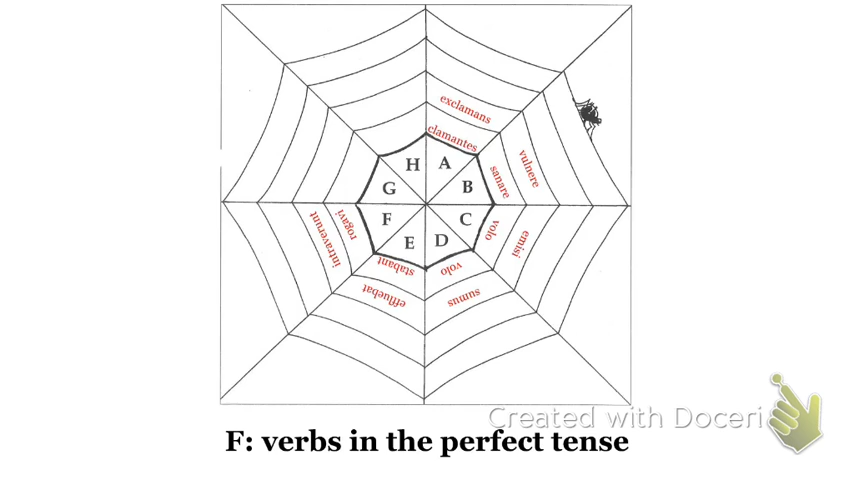 exclamans
clamantes
vulnere
sanare
H
A
G
B
F
C
E
D
rogavi
intraverunt
volo
emisi
stabant
effluebat
volo
sumus
Created with Doceri
F: verbs in the perfect tense